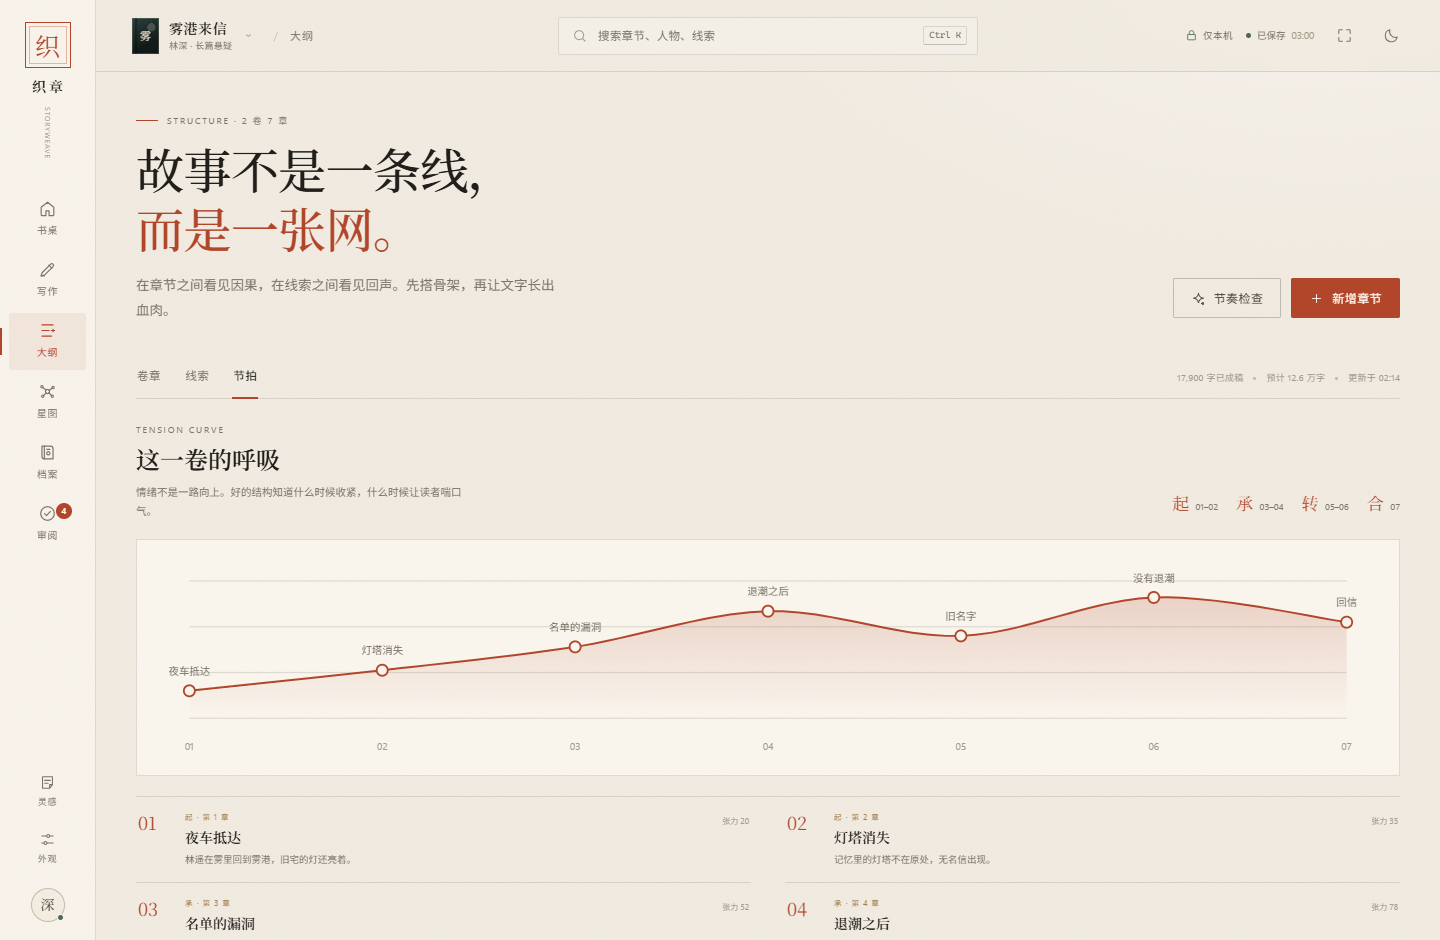 织
织章
STORYWEAVE
书桌
写作
大纲
星图
档案
4
审阅
灵感
外观
深
雾
雾港来信
林深 · 长篇悬疑
/ 大纲
搜索章节、人物、线索
Ctrl K
仅本机
已保存 03:00
STRUCTURE · 2 卷 7 章
故事不是一条线，
而是一张网。
在章节之间看见因果，在线索之间看见回声。先搭骨架，再让文字长出
血肉。
节奏检查
新增章节
卷章 线索 节拍
17,900 字已成稿 • 预计 12.6 万字 • 更新于 02:14
TENSION CURVE
这一卷的呼吸
情绪不是一路向上。好的结构知道什么时候收紧，什么时候让读者喘口
气。
起 01–02 承 03–04 转 05–06 合 07
夜车抵达
灯塔消失
名单的漏洞
退潮之后
旧名字
没有退潮
回信
01 02 03 04 05 06 07
01
起 · 第 1 章
夜车抵达
林遥在雾里回到雾港，旧宅的灯还亮着。
张力 20
02
起 · 第 2 章
灯塔消失
记忆里的灯塔不在原处，无名信出现。
张力 35
03
承 · 第 3 章
名单的漏洞
张力 52
04
承 · 第 4 章
退潮之后
张力 78